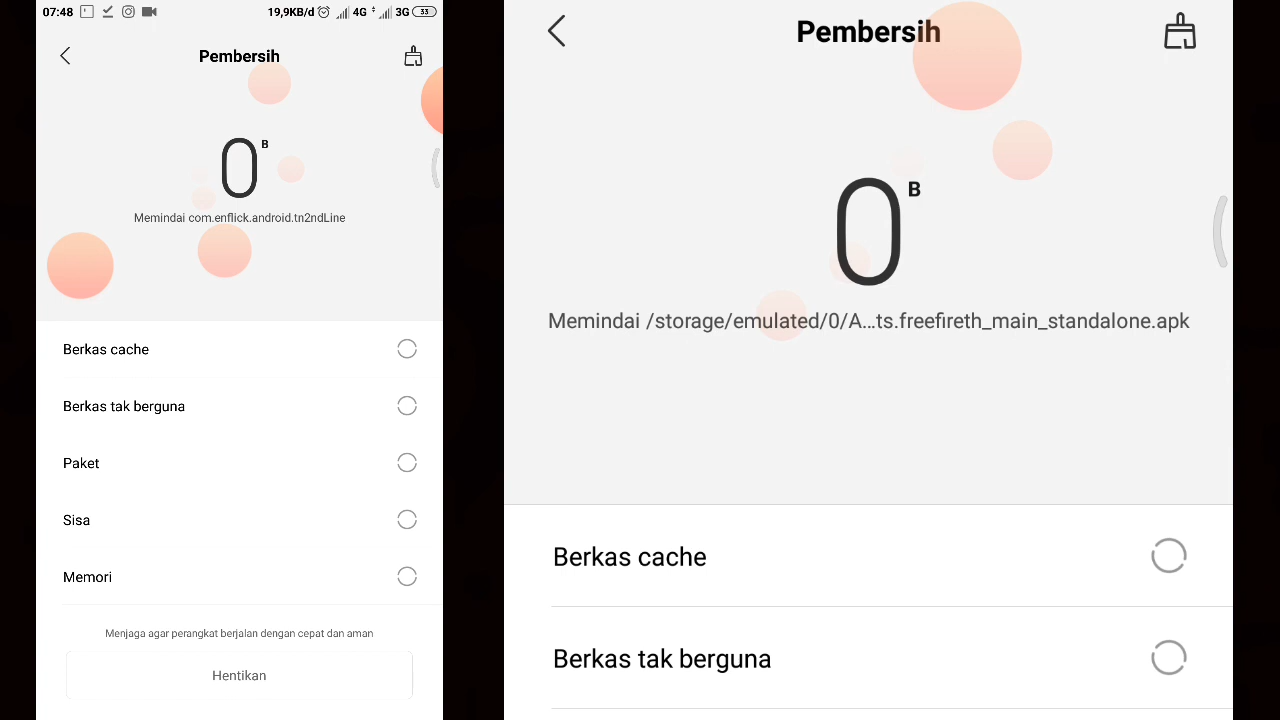 07:48
19,9KB/d
4G
3G
33
Pembersih
0 B
Memindai com.enflick.android.tn2ndLine
Berkas cache
Berkas tak berguna
Paket
Sisa
Memori
Menjaga agar perangkat berjalan dengan cepat dan aman
Hentikan
Pembersih
0 B
Memindai /storage/emulated/0/A...ts.freefireth_main_standalone.apk
Berkas cache
Berkas tak berguna